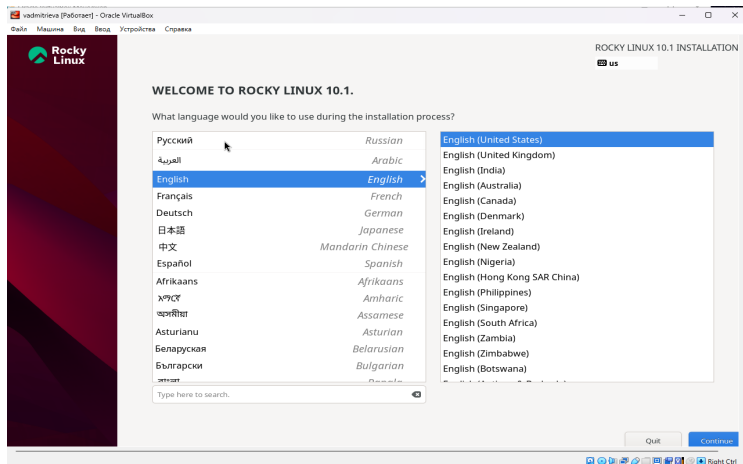 vadmitrieva [Работает] - Oracle VirtualBox
Файл Машина Вид Ввод Устройства Справка
Rocky Linux
ROCKY LINUX 10.1 INSTALLATION
us
WELCOME TO ROCKY LINUX 10.1.
What language would you like to use during the installation process?
Русский Russian
العربية Arabic
English English
Français French
Deutsch German
日本語 Japanese
中文 Mandarin Chinese
Español Spanish
Afrikaans Afrikaans
አማርኛ Amharic
অসমীয়া Assamese
Asturianu Asturian
Беларуская Belarusian
Български Bulgarian
English (United States)
English (United Kingdom)
English (India)
English (Australia)
English (Canada)
English (Denmark)
English (Ireland)
English (New Zealand)
English (Nigeria)
English (Hong Kong SAR China)
English (Philippines)
English (Singapore)
English (South Africa)
English (Zambia)
English (Zimbabwe)
English (Botswana)
Type here to search.
Quit
Continue
Right Ctrl